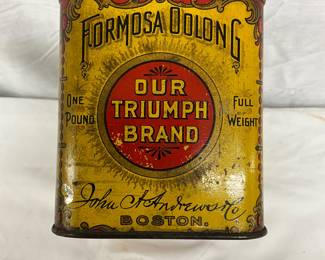 FORMOSA OOLONG
OUR
TRIUMPH
BRAND
ONE
POUND
FULL
WEIGHT
John A. Andrews & Co.
BOSTON.